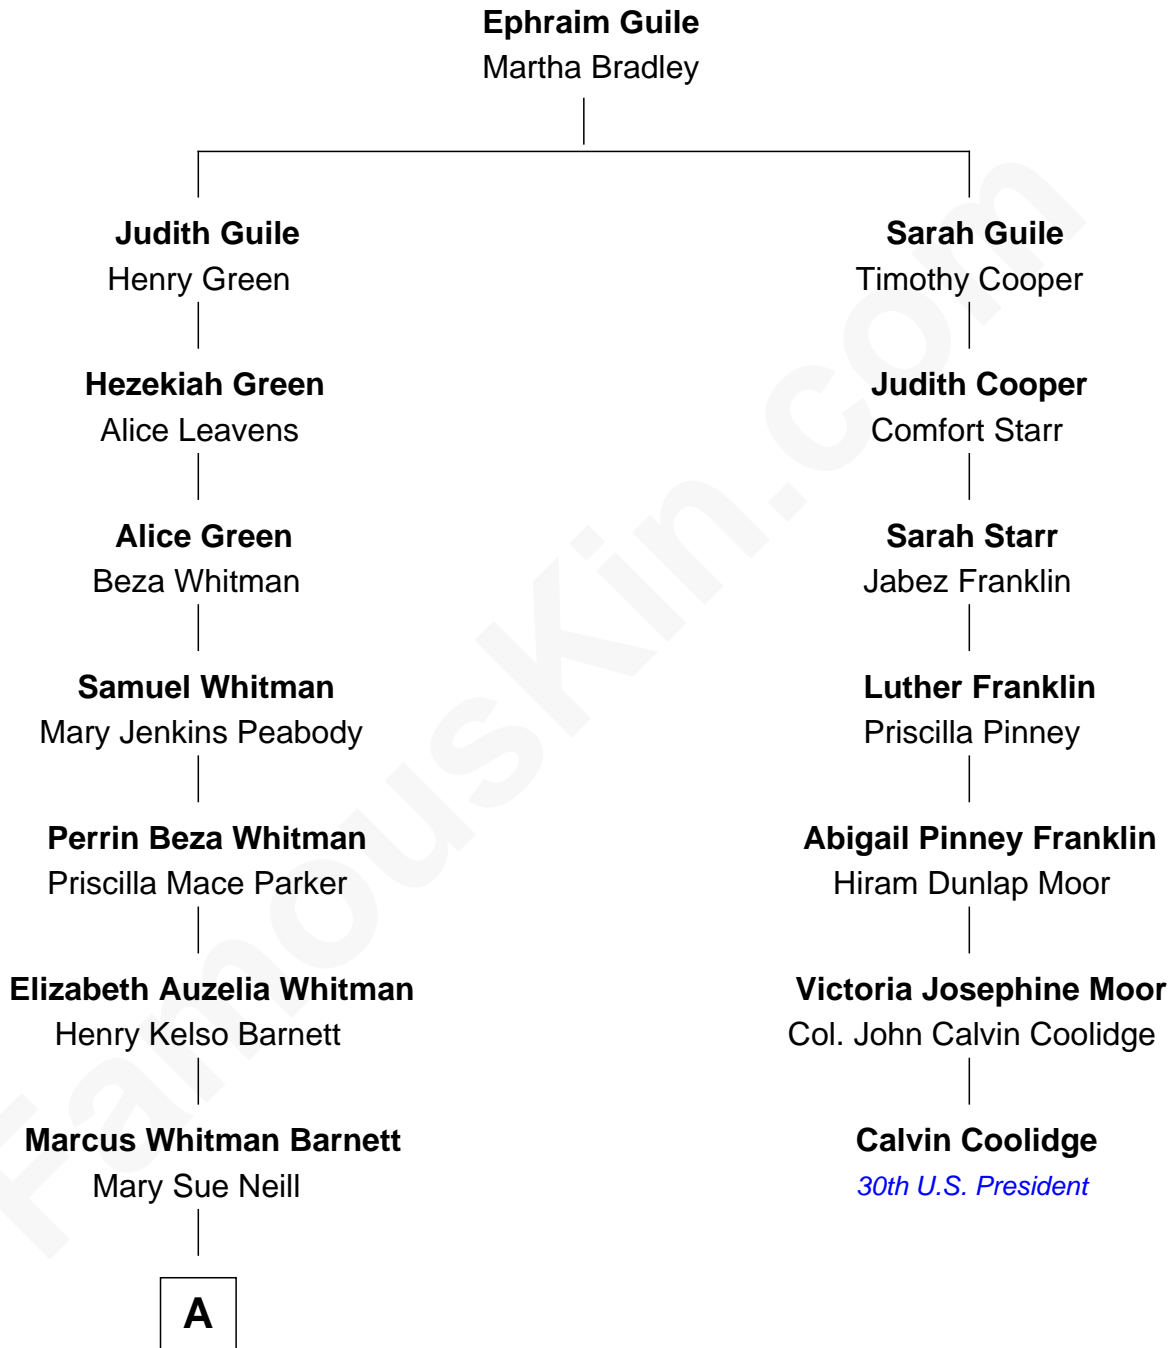 Ephraim Guile
Martha Bradley
Judith Guile
Henry Green
Sarah Guile
Timothy Cooper
Hezekiah Green
Alice Leavens
Judith Cooper
Comfort Starr
Alice Green
Beza Whitman
Sarah Starr
Jabez Franklin
Samuel Whitman
Mary Jenkins Peabody
Luther Franklin
Priscilla Pinney
Perrin Beza Whitman
Priscilla Mace Parker
Abigail Pinney Franklin
Hiram Dunlap Moor
Elizabeth Auzelia Whitman
Henry Kelso Barnett
Victoria Josephine Moor
Col. John Calvin Coolidge
Marcus Whitman Barnett
Mary Sue Neill
Calvin Coolidge
30th U.S. President
A
FamousKin.com